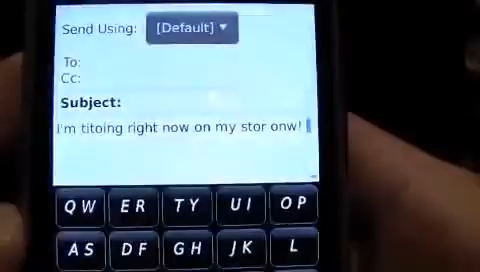 Send Using: [Default]
To:
Cc:
Subject:
I'm titoing right now on my stor onw!
QW ER TY UI OP
AS DF GH JK L